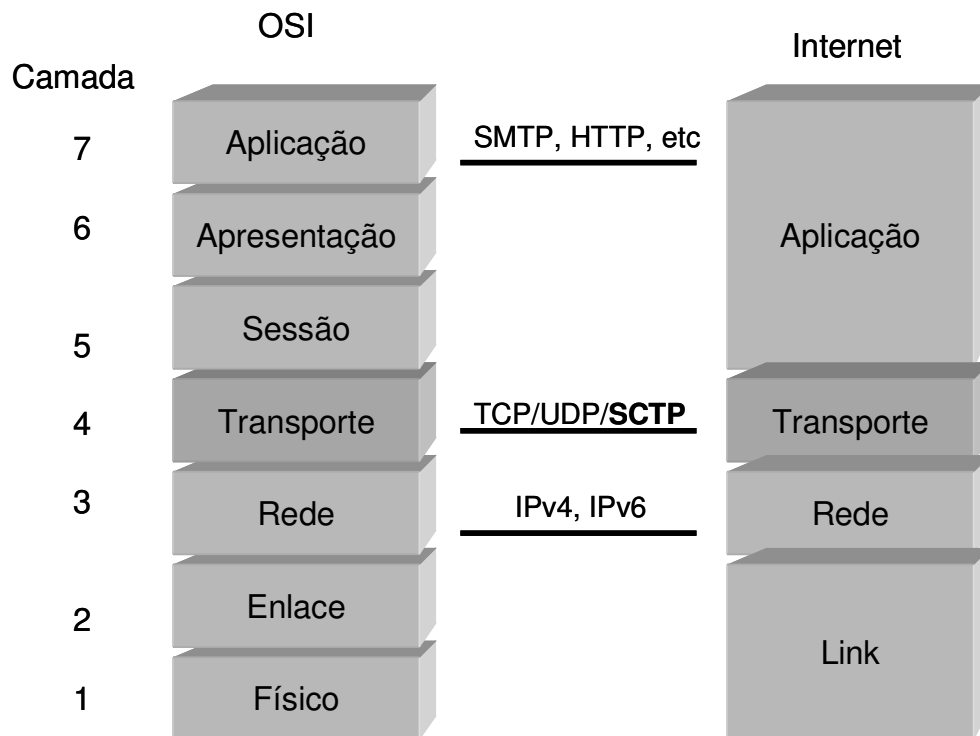 OSI
Internet
Camada
7
Aplicação
SMTP, HTTP, etc
6
Apresentação
Aplicação
5
Sessão
4
Transporte
TCP/UDP/SCTP
Transporte
3
Rede
IPv4, IPv6
Rede
2
Enlace
Link
1
Físico